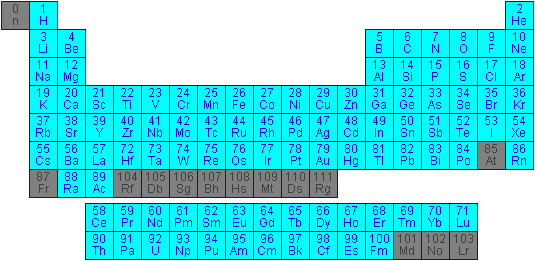 0 1 2
n H He
3 4 5 6 7 8 9 10
Li Be B C N O F Ne
11 12 13 14 15 16 17 18
Na Mg Al Si P S Cl Ar
19 20 21 22 23 24 25 26 27 28 29 30 31 32 33 34 35 36
K Ca Sc Ti V Cr Mn Fe Co Ni Cu Zn Ga Ge As Se Br Kr
37 38 39 40 41 42 43 44 45 46 47 48 49 50 51 52 53 54
Rb Sr Y Zr Nb Mo Tc Ru Rh Pd Ag Cd In Sn Sb Te I Xe
55 56 57 72 73 74 75 76 77 78 79 80 81 82 83 84 85 86
Cs Ba La Hf Ta W Re Os Ir Pt Au Hg Tl Pb Bi Po At Rn
87 88 89 104 105 106 107 108 109 110 111
Fr Ra Ac Rf Db Sg Bh Hs Mt Ds Rg
58 59 60 61 62 63 64 65 66 67 68 69 70 71
Ce Pr Nd Pm Sm Eu Gd Tb Dy Ho Er Tm Yb Lu
90 91 92 93 94 95 96 97 98 99 100 101 102 103
Th Pa U Np Pu Am Cm Bk Cf Es Fm Md No Lr